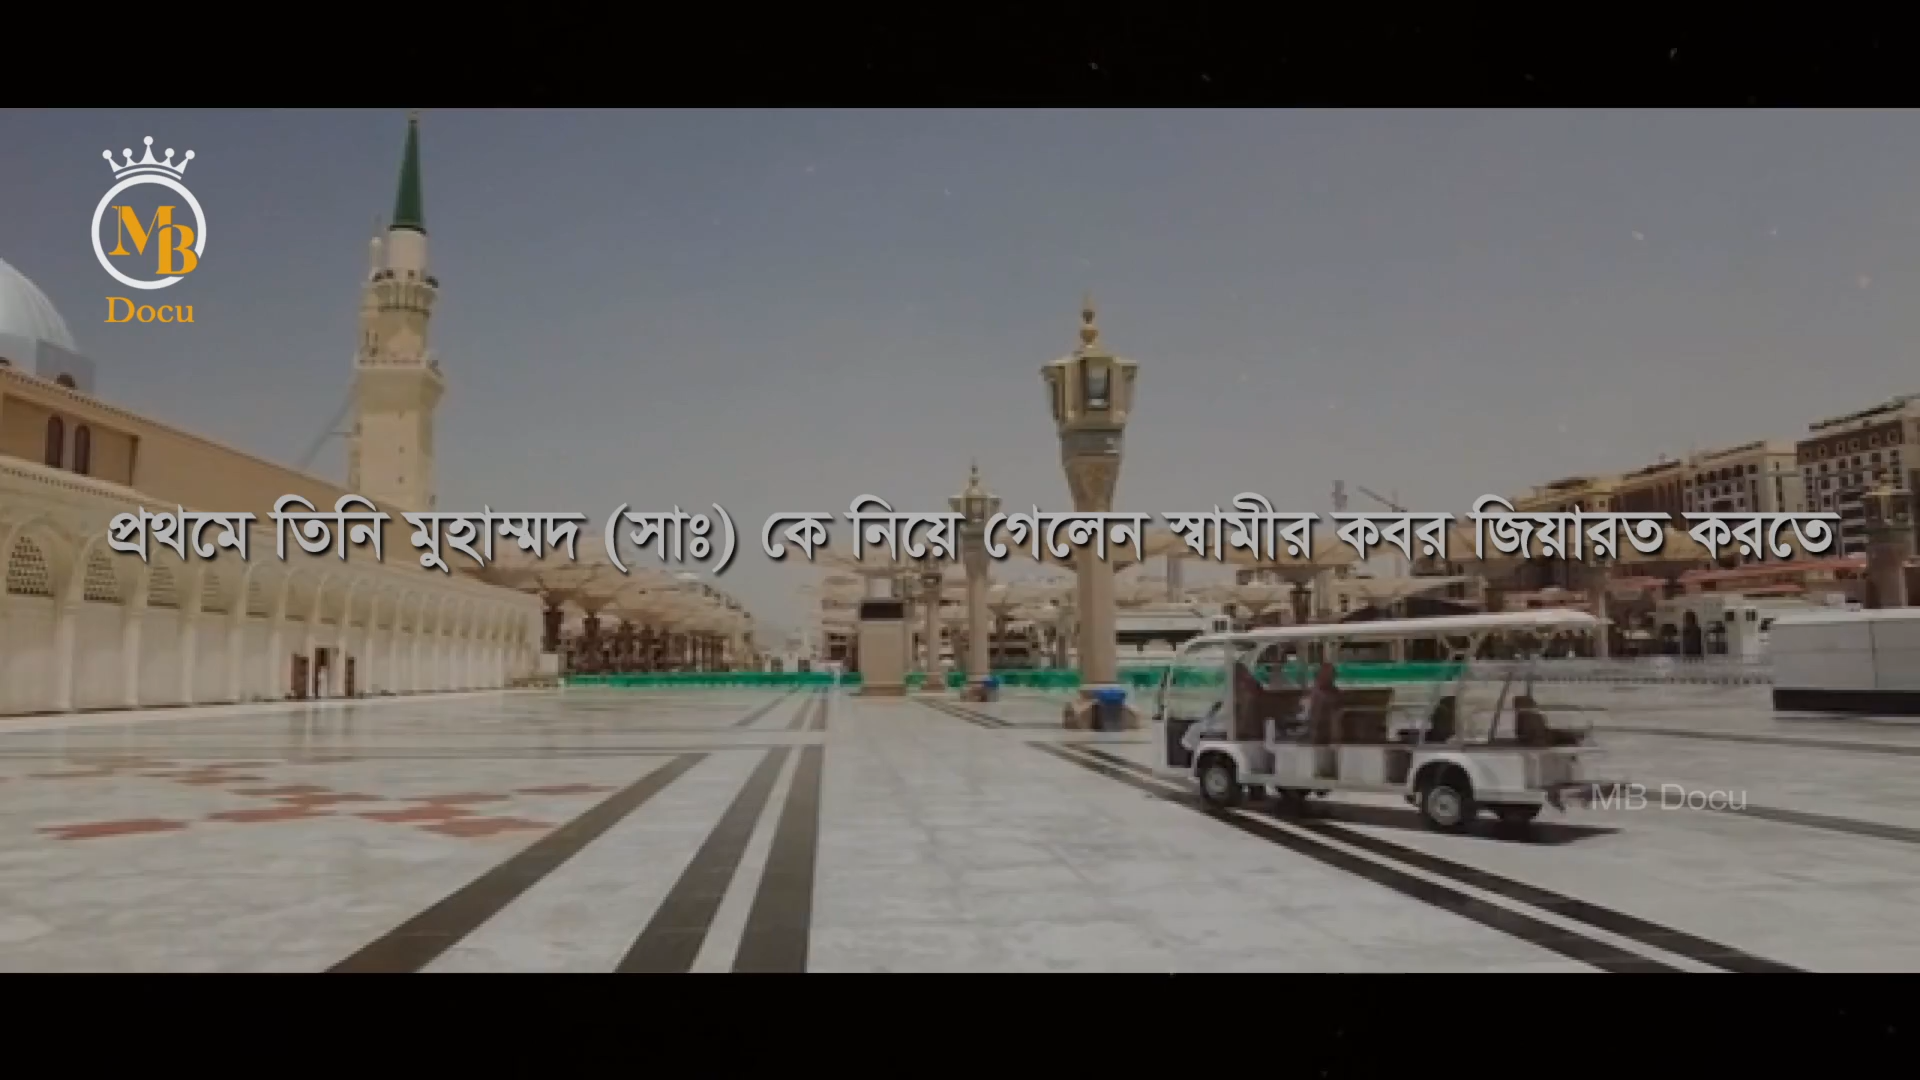 MB
Docu
প্রথমে তিনি মুহাম্মদ (সাঃ) কে নিয়ে গেলেন স্বামীর কবর জিয়ারত করতে
MB Docu